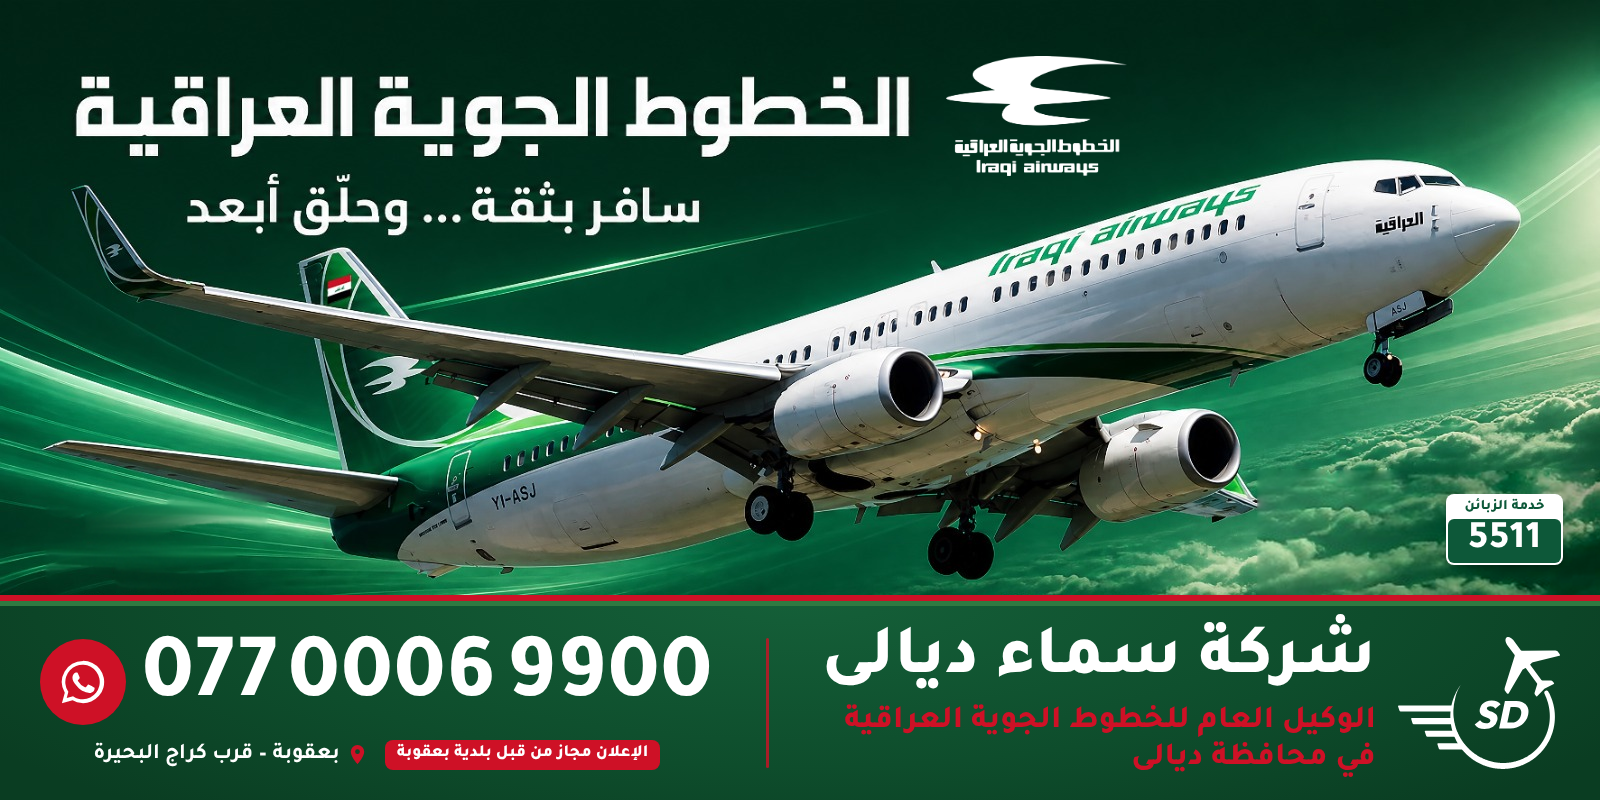 الخطوط الجوية العراقية
سافر بثقة ... وحلّق أبعد
الخطوط الجوية العراقية
Iraqi airways
Iraqi airways
العراقية
ASJ
YI-ASJ
خدمة الزبائن
5511
شركة سماء ديالى
الوكيل العام للخطوط الجوية العراقية
في محافظة ديالى
SD
077 0006 9900
الإعلان مجاز من قبل بلدية بعقوبة
بعقوبة - قرب كراج البحيرة